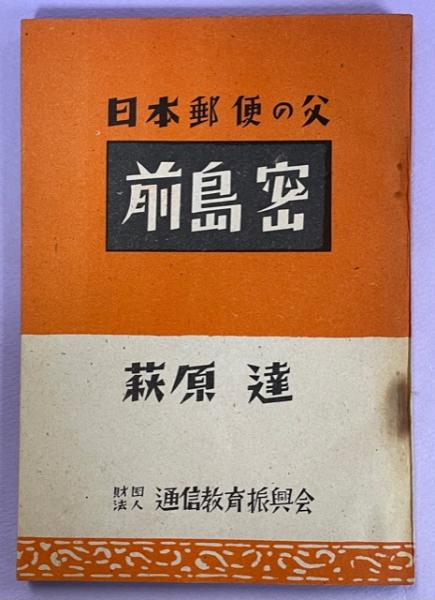 日本郵便の父
前島密
萩原 達
財団法人 通信教育振興会